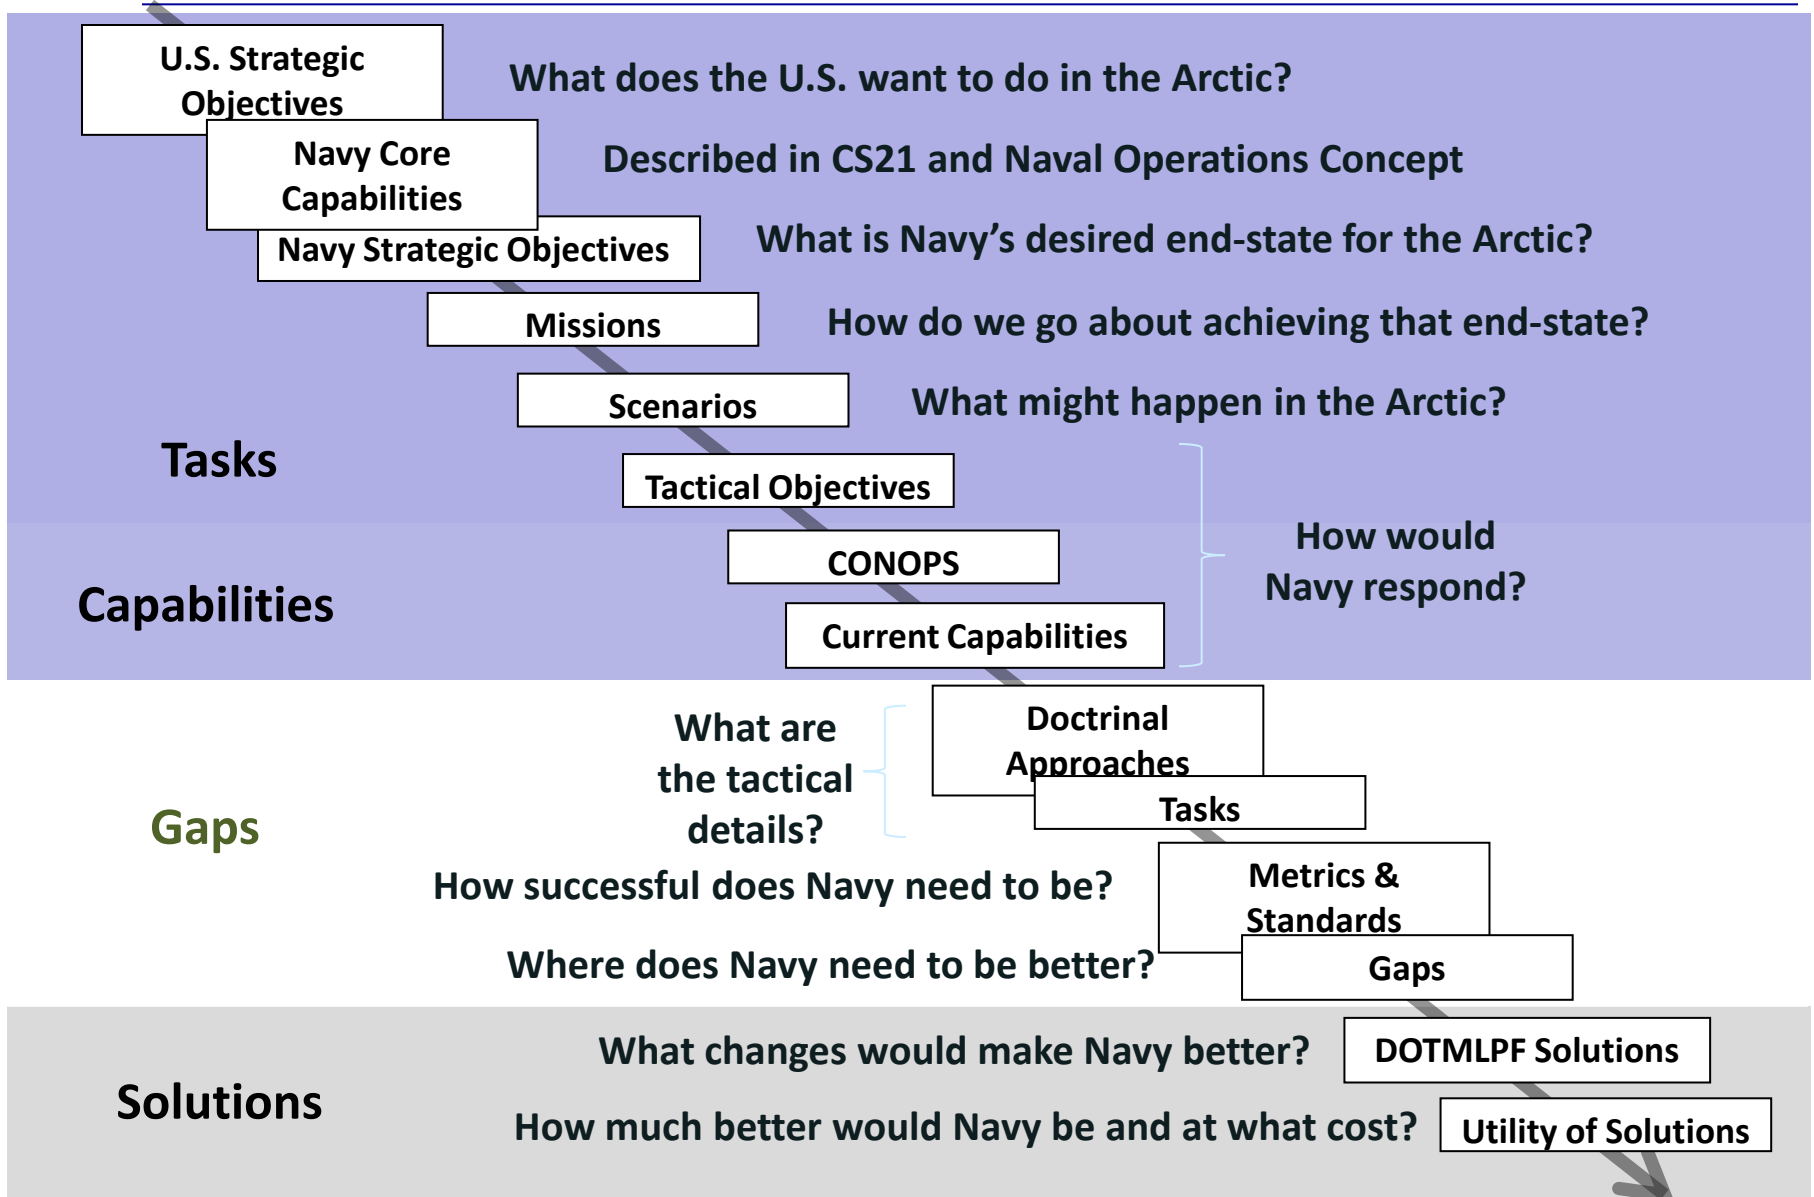 U.S. Strategic
Objectives
What does the U.S. want to do in the Arctic?
Navy Core
Capabilities
Described in CS21 and Naval Operations Concept
Navy Strategic Objectives
What is Navy’s desired end-state for the Arctic?
Missions
How do we go about achieving that end-state?
Scenarios
What might happen in the Arctic?
Tasks
Tactical Objectives
CONOPS
How would
Navy respond?
Capabilities
Current Capabilities
What are
the tactical
details?
Doctrinal
Approaches
Tasks
Gaps
How successful does Navy need to be?
Metrics &
Standards
Where does Navy need to be better?
Gaps
What changes would make Navy better?
DOTMLPF Solutions
Solutions
How much better would Navy be and at what cost?
Utility of Solutions